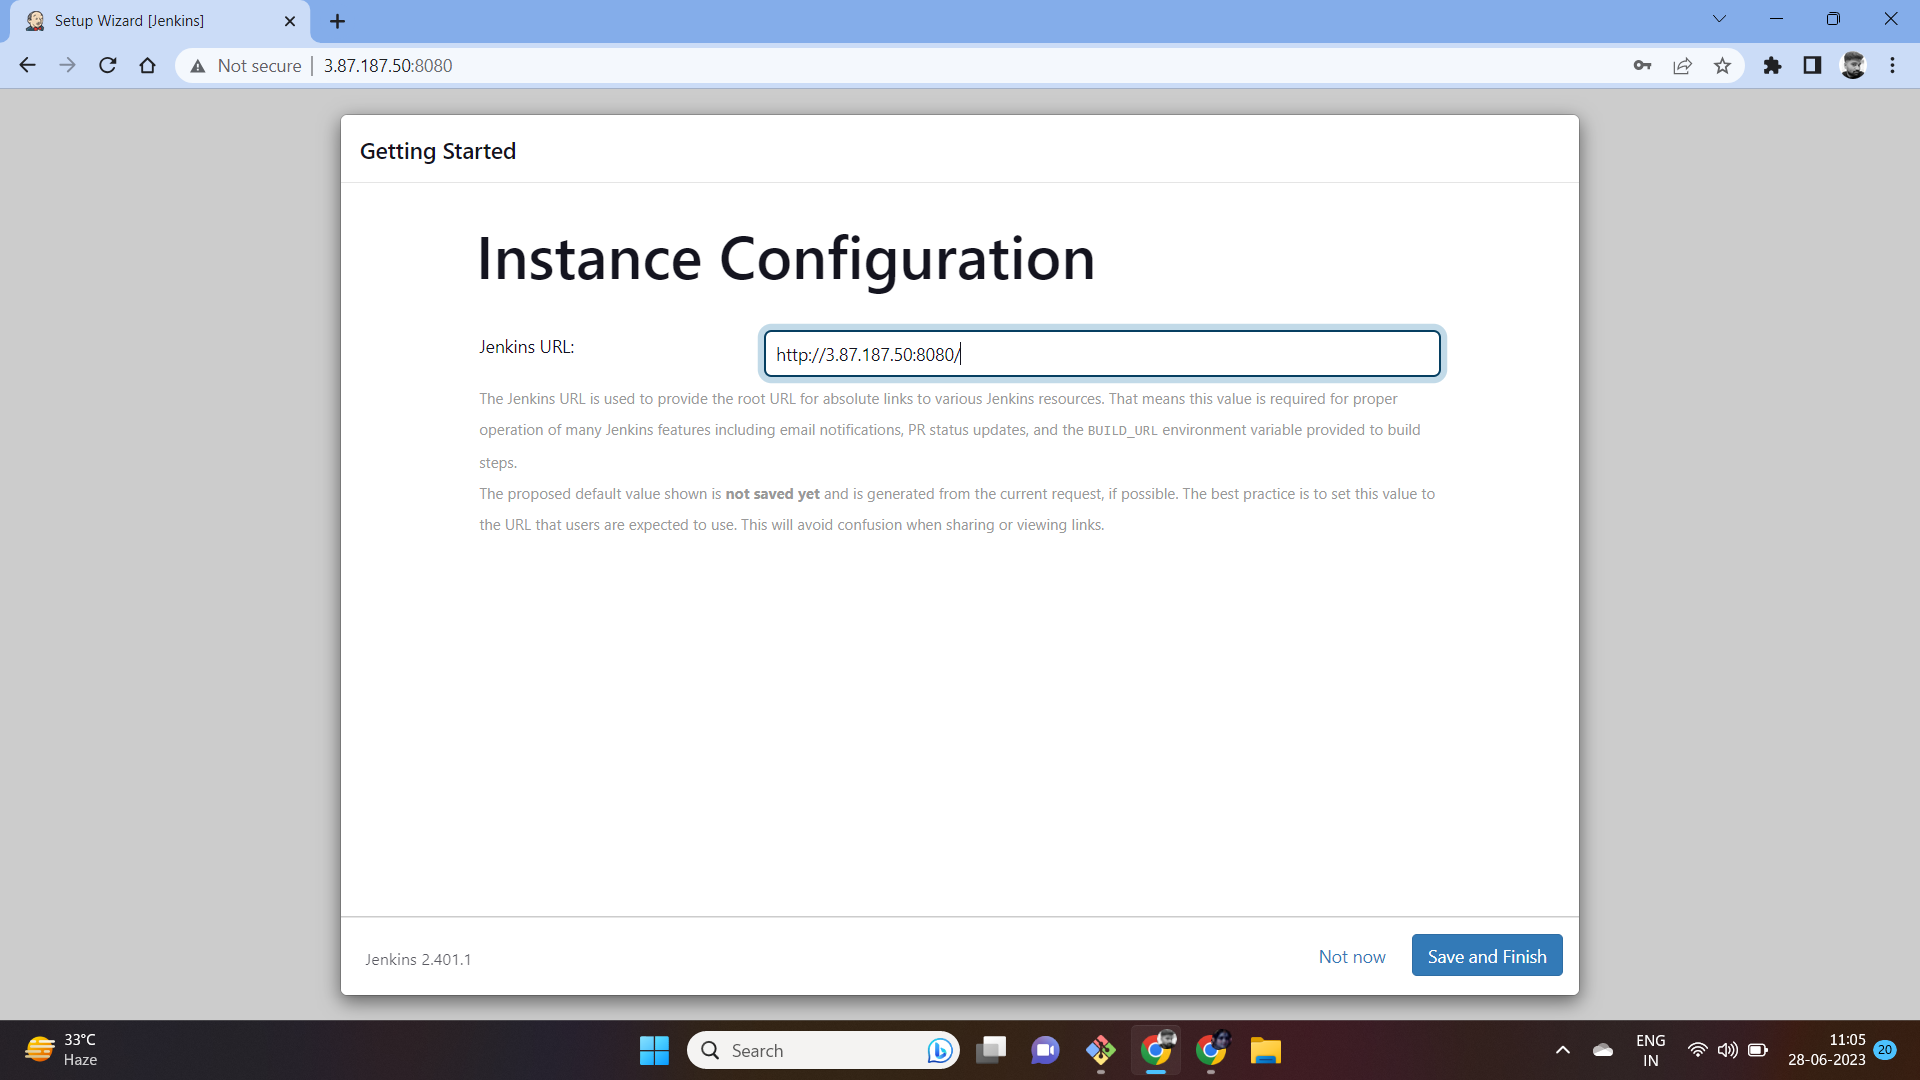 Setup Wizard [Jenkins]
Not secure
3.87.187.50:8080
Getting Started
Instance Configuration
Jenkins URL:
http://3.87.187.50:8080/
The Jenkins URL is used to provide the root URL for absolute links to various Jenkins resources. That means this value is required for proper
operation of many Jenkins features including email notifications, PR status updates, and the BUILD_URL environment variable provided to build
steps.
The proposed default value shown is not saved yet and is generated from the current request, if possible. The best practice is to set this value to
the URL that users are expected to use. This will avoid confusion when sharing or viewing links.
Jenkins 2.401.1
Not now
Save and Finish
33°C
Haze
Search
ENG
IN
11:05
28-06-2023
20